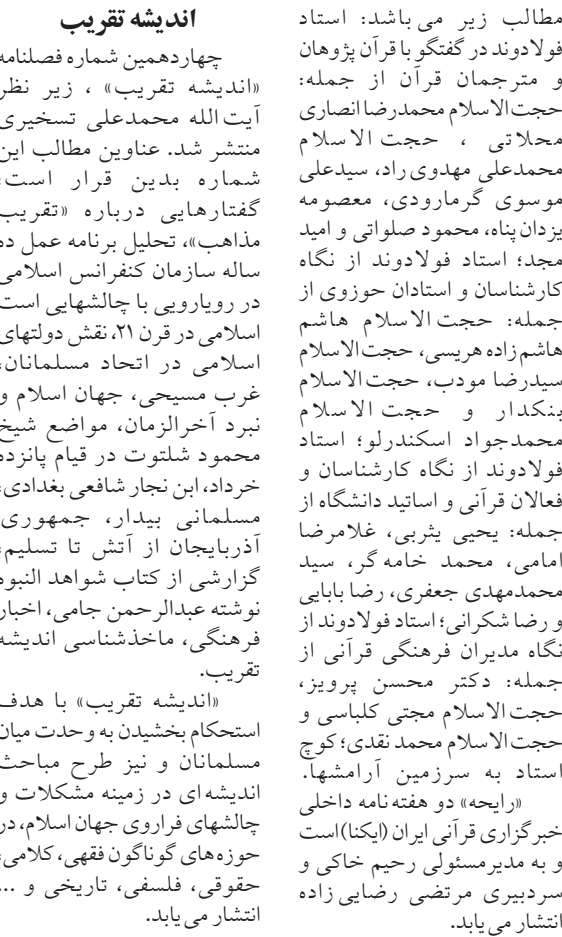 مطالب زیر می باشد: استاد
فولادوند در گفتگو با قرآن پژوهان
و مترجمان قرآن از جمله:
حجت الاسلام محمدرضا انصاری
محلاتی ، حجت الاسلام
محمدعلی مهدوی راد، سیدعلی
موسوی گرمارودی، معصومه
یزدان پناه، محمود صلواتی و امید
مجد؛ استاد فولادوند از نگاه
کارشناسان و استادان حوزوی از
جمله: حجت الاسلام هاشم
هاشم زاده هریسی، حجت الاسلام
سیدرضا مودب، حجت الاسلام
بنکدار و حجت الاسلام
محمدجواد اسکندرلو؛ استاد
فولادوند از نگاه کارشناسان و
فعالان قرآنی و اساتید دانشگاه از
جمله: یحیی یثربی، غلامرضا
امامی، محمد خامه گر، سید
محمدمهدی جعفری، رضا بابایی
و رضا شکرانی؛ استاد فولادوند از
نگاه مدیران فرهنگی قرآنی از
جمله: دکتر محسن پرویز،
حجت الاسلام مجتی کلباسی و
حجت الاسلام محمد نقدی؛ کوچ
استاد به سرزمین آرامشها.
«رایحه» دو هفته نامه داخلی
خبرگزاری قرآنی ایران (ایکنا) است
و به مدیرمسئولی رحیم خاکی و
سردبیری مرتضی رضایی زاده
انتشار می یابد.
اندیشه تقریب
چهاردهمین شماره فصلنامه
«اندیشه تقریب» ، زیر نظر
آیت الله محمدعلی تسخیری
منتشر شد. عناوین مطالب این
شماره بدین قرار است:
گفتارهایی درباره «تقریب
مذاهب»، تحلیل برنامه عمل ده
ساله سازمان کنفرانس اسلامی
در رویارویی با چالشهایی است
اسلامی در قرن ۲۱، نقش دولتهای
اسلامی در اتحاد مسلمانان،
غرب مسیحی، جهان اسلام و
نبرد آخرالزمان، مواضع شیخ
محمود شلتوت در قیام پانزده
خرداد، ابن نجار شافعی بغدادی،
مسلمانی بیدار، جمهوری
آذربایجان از آتش تا تسلیم،
گزارشی از کتاب شواهد النبوه
نوشته عبدالرحمن جامی، اخبار
فرهنگی، ماخذشناسی اندیشه
تقریب.
«اندیشه تقریب» با هدف
استحکام بخشیدن به وحدت میان
مسلمانان و نیز طرح مباحث
اندیشه ای در زمینه مشکلات و
چالشهای فراروی جهان اسلام، در
حوزه های گوناگون فقهی، کلامی،
حقوقی، فلسفی، تاریخی و ...
انتشار می یابد.